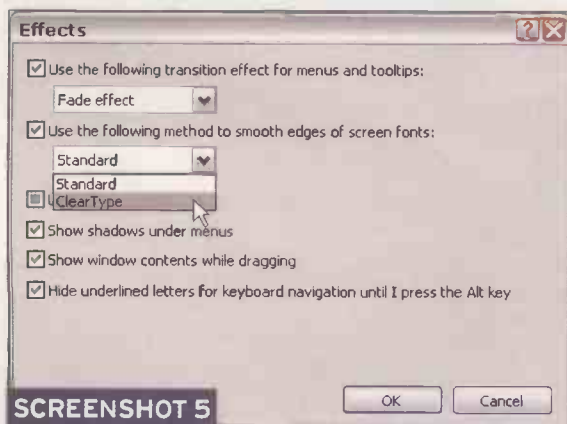 Effects
Use the following transition effect for menus and tooltips:
Fade effect
Use the following method to smooth edges of screen fonts:
Standard
Standard
ClearType
Show shadows under menus
Show window contents while dragging
Hide underlined letters for keyboard navigation until I press the Alt key
OK Cancel
SCREENSHOT 5